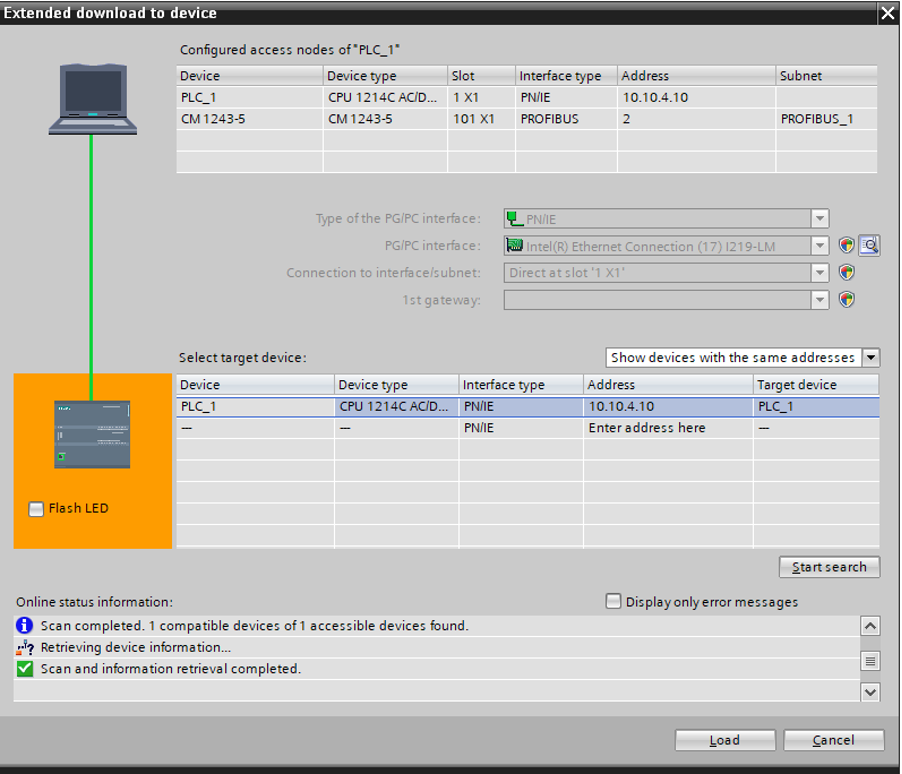 Extended download to device
Configured access nodes of "PLC_1"
Device Device type Slot Interface type Address Subnet
PLC_1 CPU 1214C AC/D... 1 X1 PN/IE 10.10.4.10
CM 1243-5 CM 1243-5 101 X1 PROFIBUS 2 PROFIBUS_1
Type of the PG/PC interface: PN/IE
PG/PC interface: Intel(R) Ethernet Connection (17) I219-LM
Connection to interface/subnet: Direct at slot '1 X1'
1st gateway:
Select target device: Show devices with the same addresses
Device Device type Interface type Address Target device
PLC_1 CPU 1214C AC/D... PN/IE 10.10.4.10 PLC_1
— — PN/IE Enter address here —
Flash LED
Start search
Online status information: Display only error messages
Scan completed. 1 compatible devices of 1 accessible devices found.
Retrieving device information...
Scan and information retrieval completed.
Load Cancel